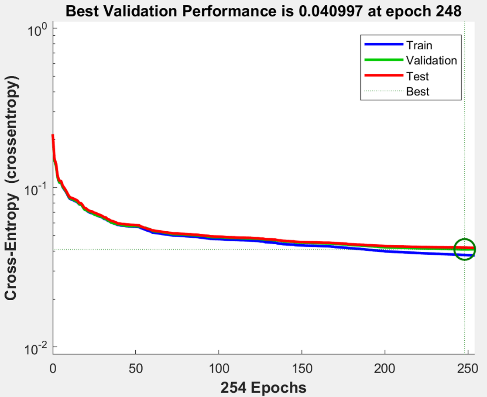 Best Validation Performance is 0.040997 at epoch 248
Cross-Entropy (crossentropy)
10^0
10^-1
10^-2
Train
Validation
Test
Best
0 50 100 150 200 250
254 Epochs